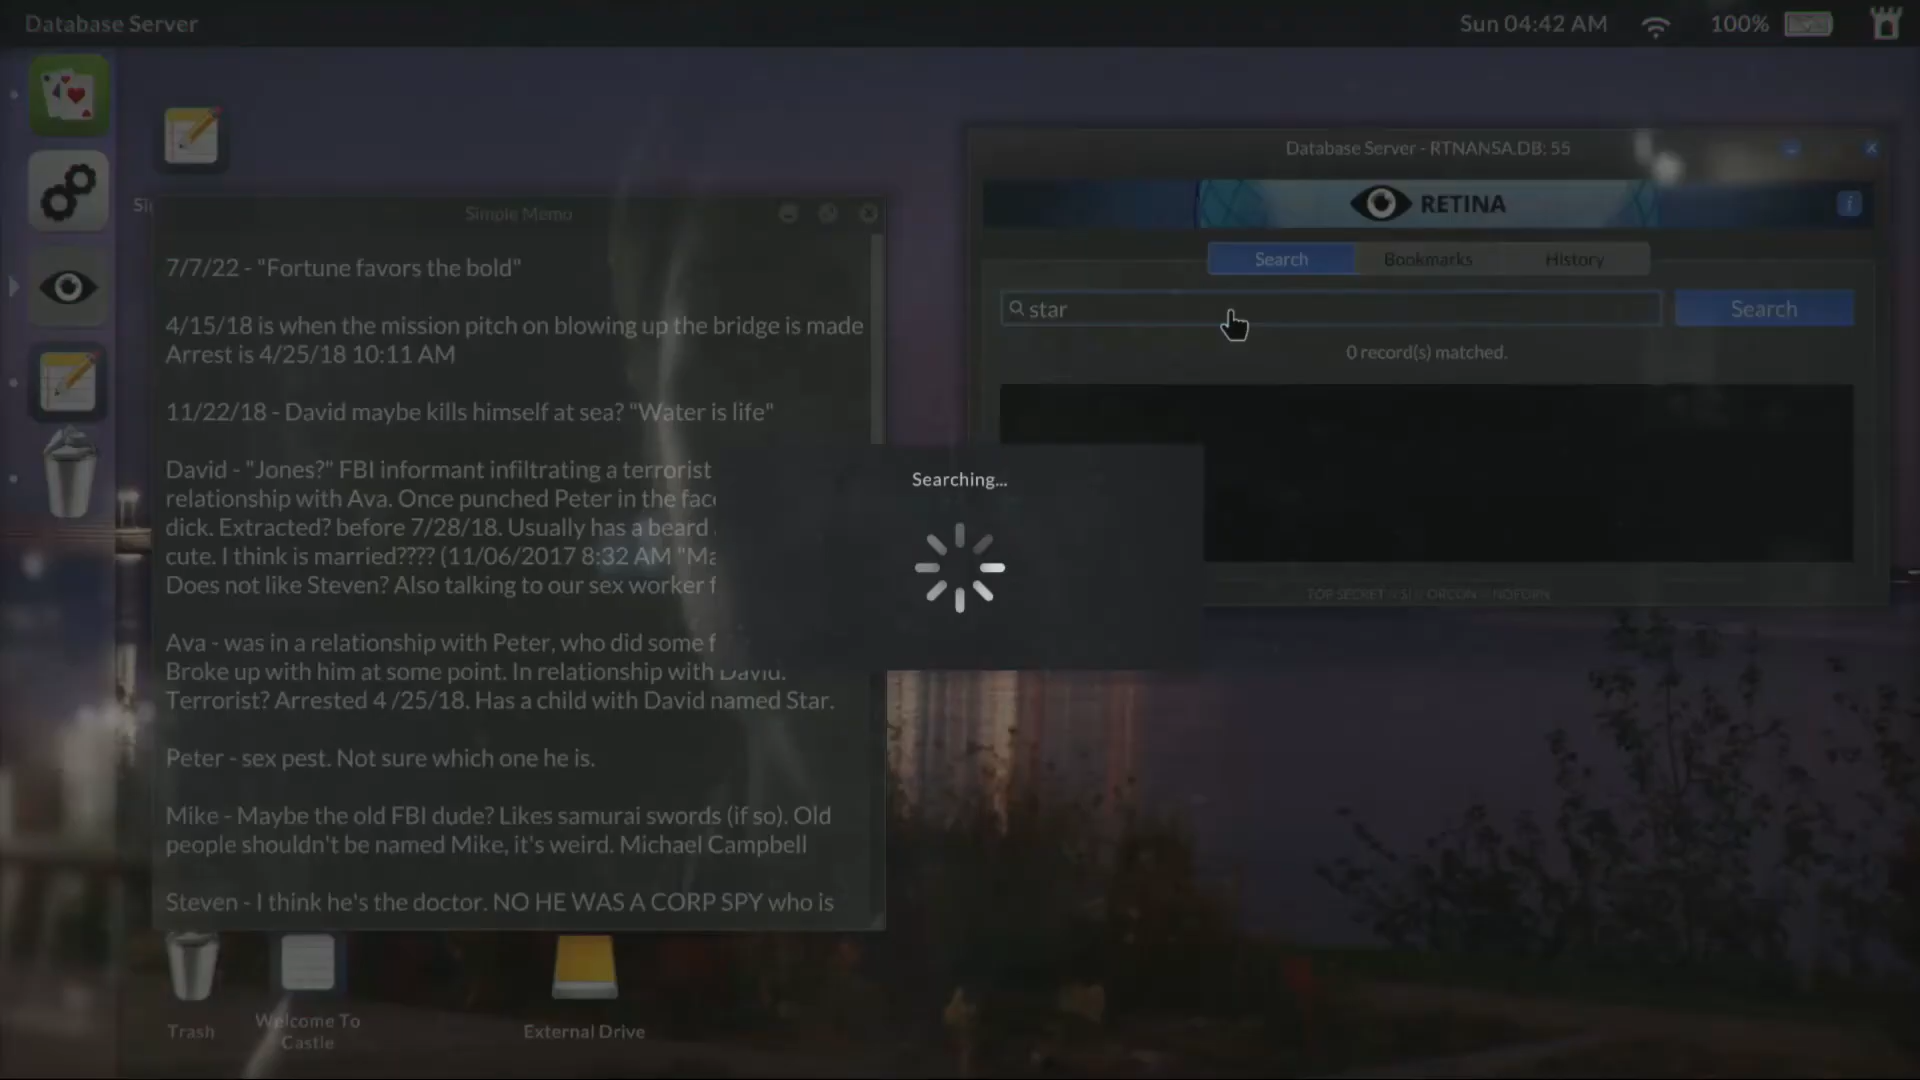 Database Server
Sun 04:42 AM
100%
Database Server - RTNANSA.DB: 55
RETINA
Search
Bookmarks
History
star
Search
0 record(s) matched.
Simple Memo
7/7/22 - "Fortune favors the bold"
4/15/18 is when the mission pitch on blowing up the bridge is made
Arrest is 4/25/18 10:11 AM
11/22/18 - David maybe kills himself at sea? "Water is life"
David - "Jones?" FBI informant infiltrating a terrorist
relationship with Ava. Once punched Peter in the face
dick. Extracted? before 7/28/18. Usually has a beard
cute. I think is married???? (11/06/2017 8:32 AM
Does not like Steven? Also talking to our sex worker
Ava - was in a relationship with Peter, who did some
Broke up with him at some point. In relationship with David.
Terrorist? Arrested 4 /25/18. Has a child with David named Star.
Peter - sex pest. Not sure which one he is.
Mike - Maybe the old FBI dude? Likes samurai swords (if so). Old
people shouldn't be named Mike, it's weird. Michael Campbell
Steven - I think he's the doctor. NO HE WAS A CORP SPY who is
Searching...
TOP SECRET // SI // ORCON // NOFORN
Trash
Welcome To
Castle
External Drive